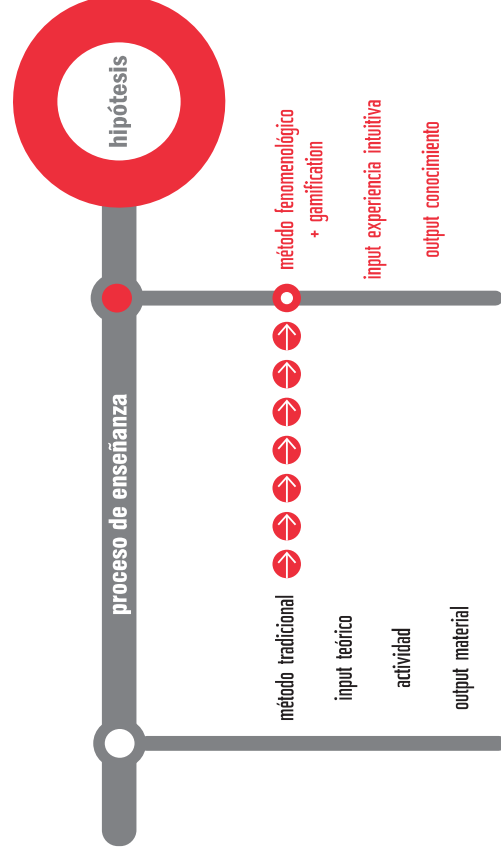 hipótesis
proceso de enseñanza
método tradicional
input teórico
actividad
output material
método fenomenológico
+ gamification
input experiencia intuitiva
output conocimiento